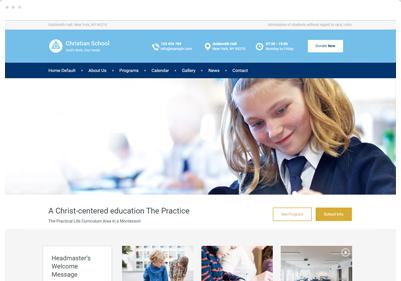 Goldsmith Hall New York, NY 90210
Admissions of students without regard to race, color,
Christian School
God's Work, Our Hands
123 456 789
info@example.com
Goldsmith Hall
New York, NY 90210
07:30 - 19:00
Monday to Friday
Donate Now
Home Default
About Us
Programs
Calendar
Gallery
News
Contact
A Christ-centered education The Practice
The Practical Life Curriculum Area in a Montessori
See Program
School Info
Headmaster's
Welcome
Message